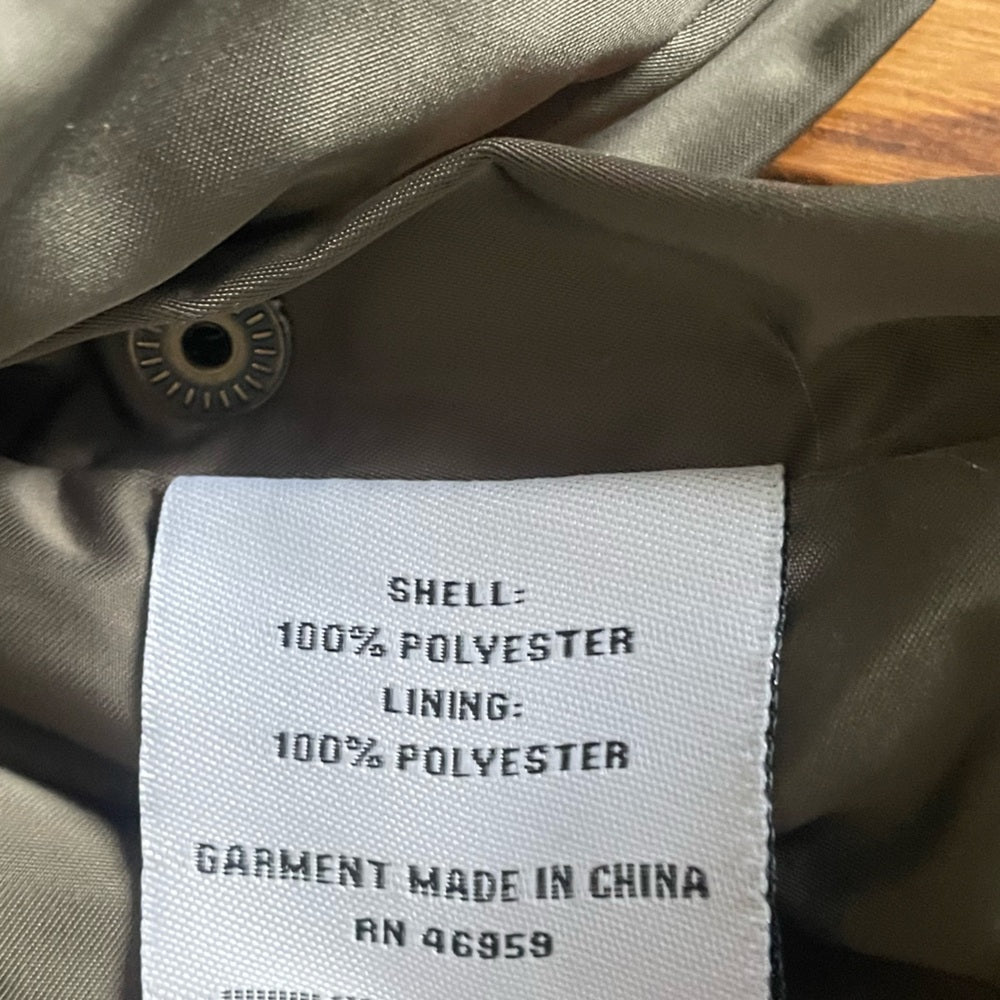 SHELL:
100% POLYESTER
LINING:
100% POLYESTER
GARMENT MADE IN CHINA
RN 46959